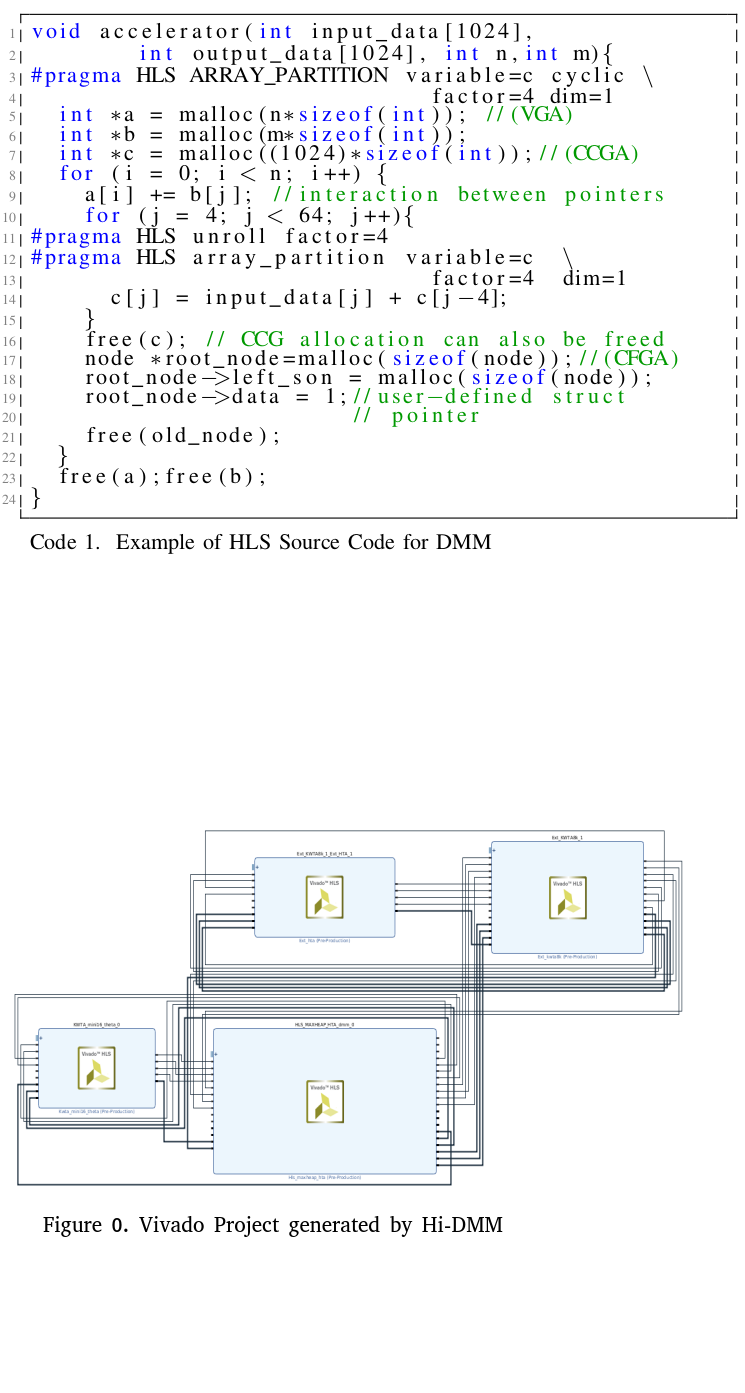 1 void accelerator(int input_data[1024],
2 int output_data[1024], int n,int m){
3 #pragma HLS ARRAY_PARTITION variable=c cyclic \
4 factor=4 dim=1
5 int *a = malloc(n*sizeof(int)); //(VGA)
6 int *b = malloc(m*sizeof(int));
7 int *c = malloc((1024)*sizeof(int));//(CCGA)
8 for (i = 0; i < n; i++) {
9 a[i] += b[j]; //interaction between pointers
10 for (j = 4; j < 64; j++){
11 #pragma HLS unroll factor=4
12 #pragma HLS array_partition variable=c \
13 factor=4 dim=1
14 c[j] = input_data[j] + c[j-4];
15 }
16 free(c); // CCG allocation can also be freed
17 node *root_node=malloc(sizeof(node));//(CFGA)
18 root_node->left_son = malloc(sizeof(node));
19 root_node->data = 1;//user-defined struct
20 // pointer
21 free(old_node);
22 }
23 free(a);free(b);
24 }
Code 1. Example of HLS Source Code for DMM
Ext_KWTA8k_1
Ext_KWTA8k_1_Ext_HTA_1
Vivado™ HLS
Vivado™ HLS
Ext_hta (Pre-Production)
Ext_kwta8k (Pre-Production)
KWTA_min16_theta_0
HLS_MAXHEAP_HTA_dmm_0
Vivado™ HLS
Vivado™ HLS
Kwta_min16_theta (Pre-Production)
Hls_maxheap_hta (Pre-Production)
Figure 0. Vivado Project generated by Hi-DMM